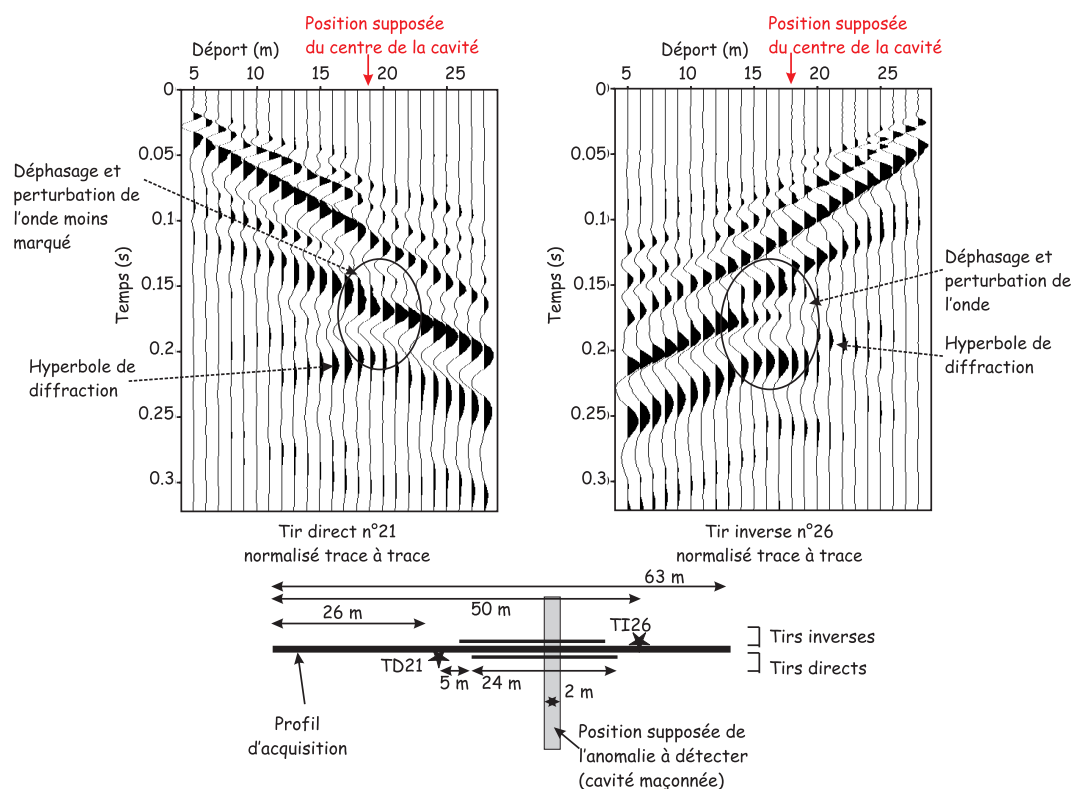 Position supposée
du centre de la cavité
Départ (m)
5 10 15 20 25
0
0.05
0.1
0.15
0.2
0.25
0.3
Temps (s)
Déphasage et
perturbation de
l'onde moins
marqué
Hyperbole de
diffraction
Tir direct n°21
normalisé trace à trace
Position supposée
du centre de la cavité
Départ (m)
5 10 15 20 25
0
0.05
0.1
0.15
0.2
0.25
0.3
Temps (s)
Déphasage et
perturbation de
l'onde
Hyperbole de
diffraction
Tir inverse n°26
normalisé trace à trace
63 m
50 m
26 m
TI26
Tirs inverses
TD21
Tirs directs
5 m
24 m
2 m
Profil
d'acquisition
Position supposée de
l'anomalie à détecter
(cavité maçonnée)